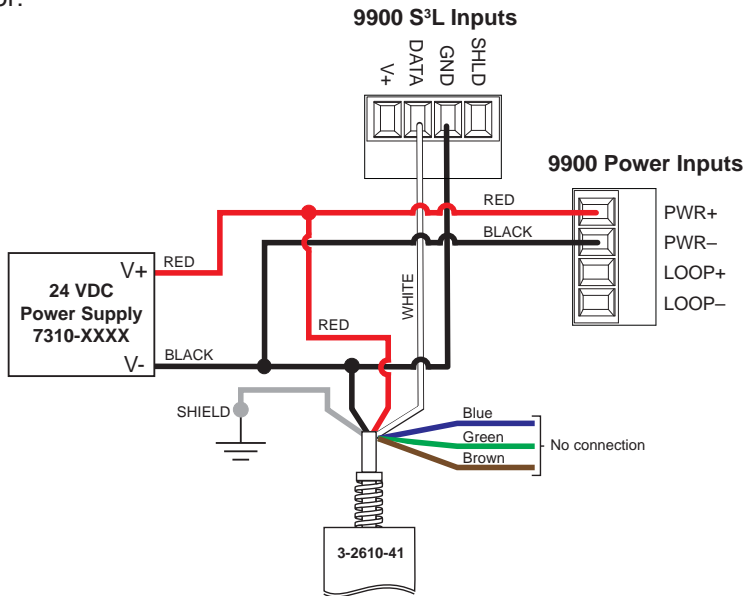 or.
9900 S³L Inputs
V+
DATA
GND
SHLD
9900 Power Inputs
RED
PWR+
BLACK
PWR–
LOOP+
LOOP–
V+
RED
24 VDC
Power Supply
7310-XXXX
V-
BLACK
RED
WHITE
SHIELD
Blue
Green
Brown
No connection
3-2610-41